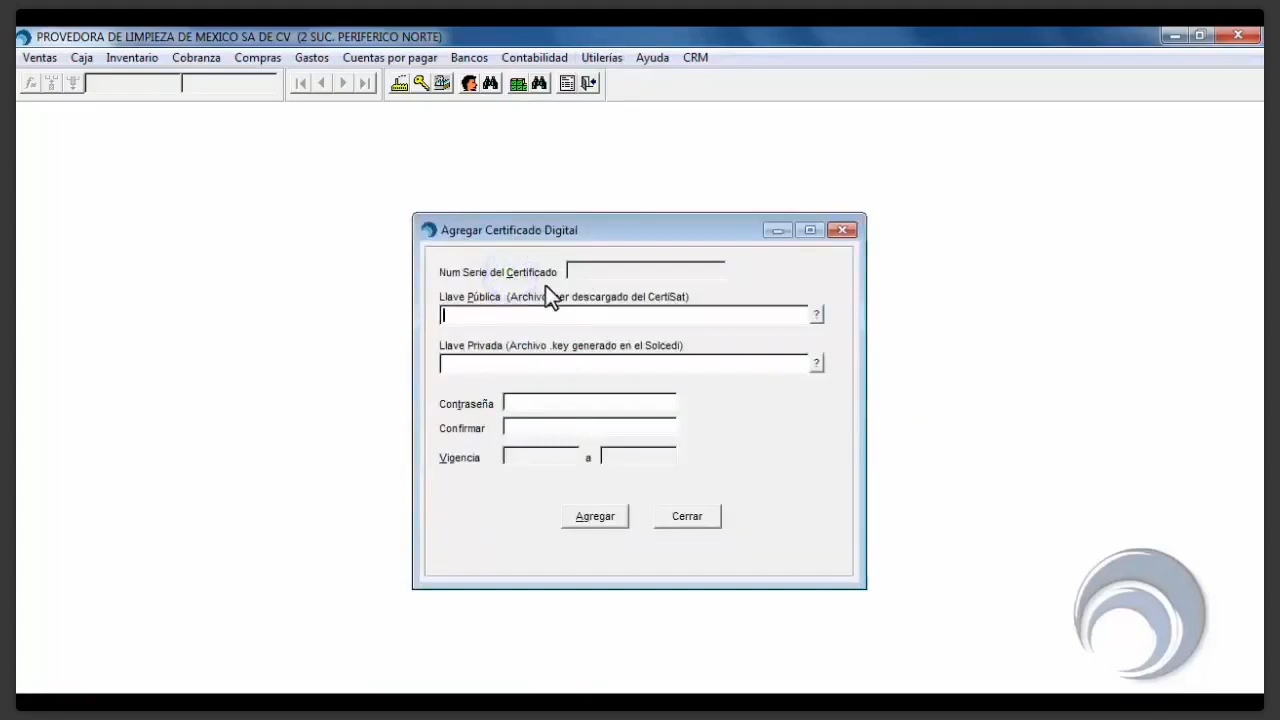 PROVEDORA DE LIMPIEZA DE MEXICO SA DE CV (2 SUC. PERIFERICO NORTE)
Ventas Caja Inventario Cobranza Compras Gastos Cuentas por pagar Bancos Contabilidad Utilerías Ayuda CRM
Agregar Certificado Digital
Num Serie del Certificado
Llave Pública (Archivo er descargado del CertiSat)
?
Llave Privada (Archivo .key generado en el Solcedi)
?
Contraseña
Confirmar
Vigencia a
Agregar Cerrar